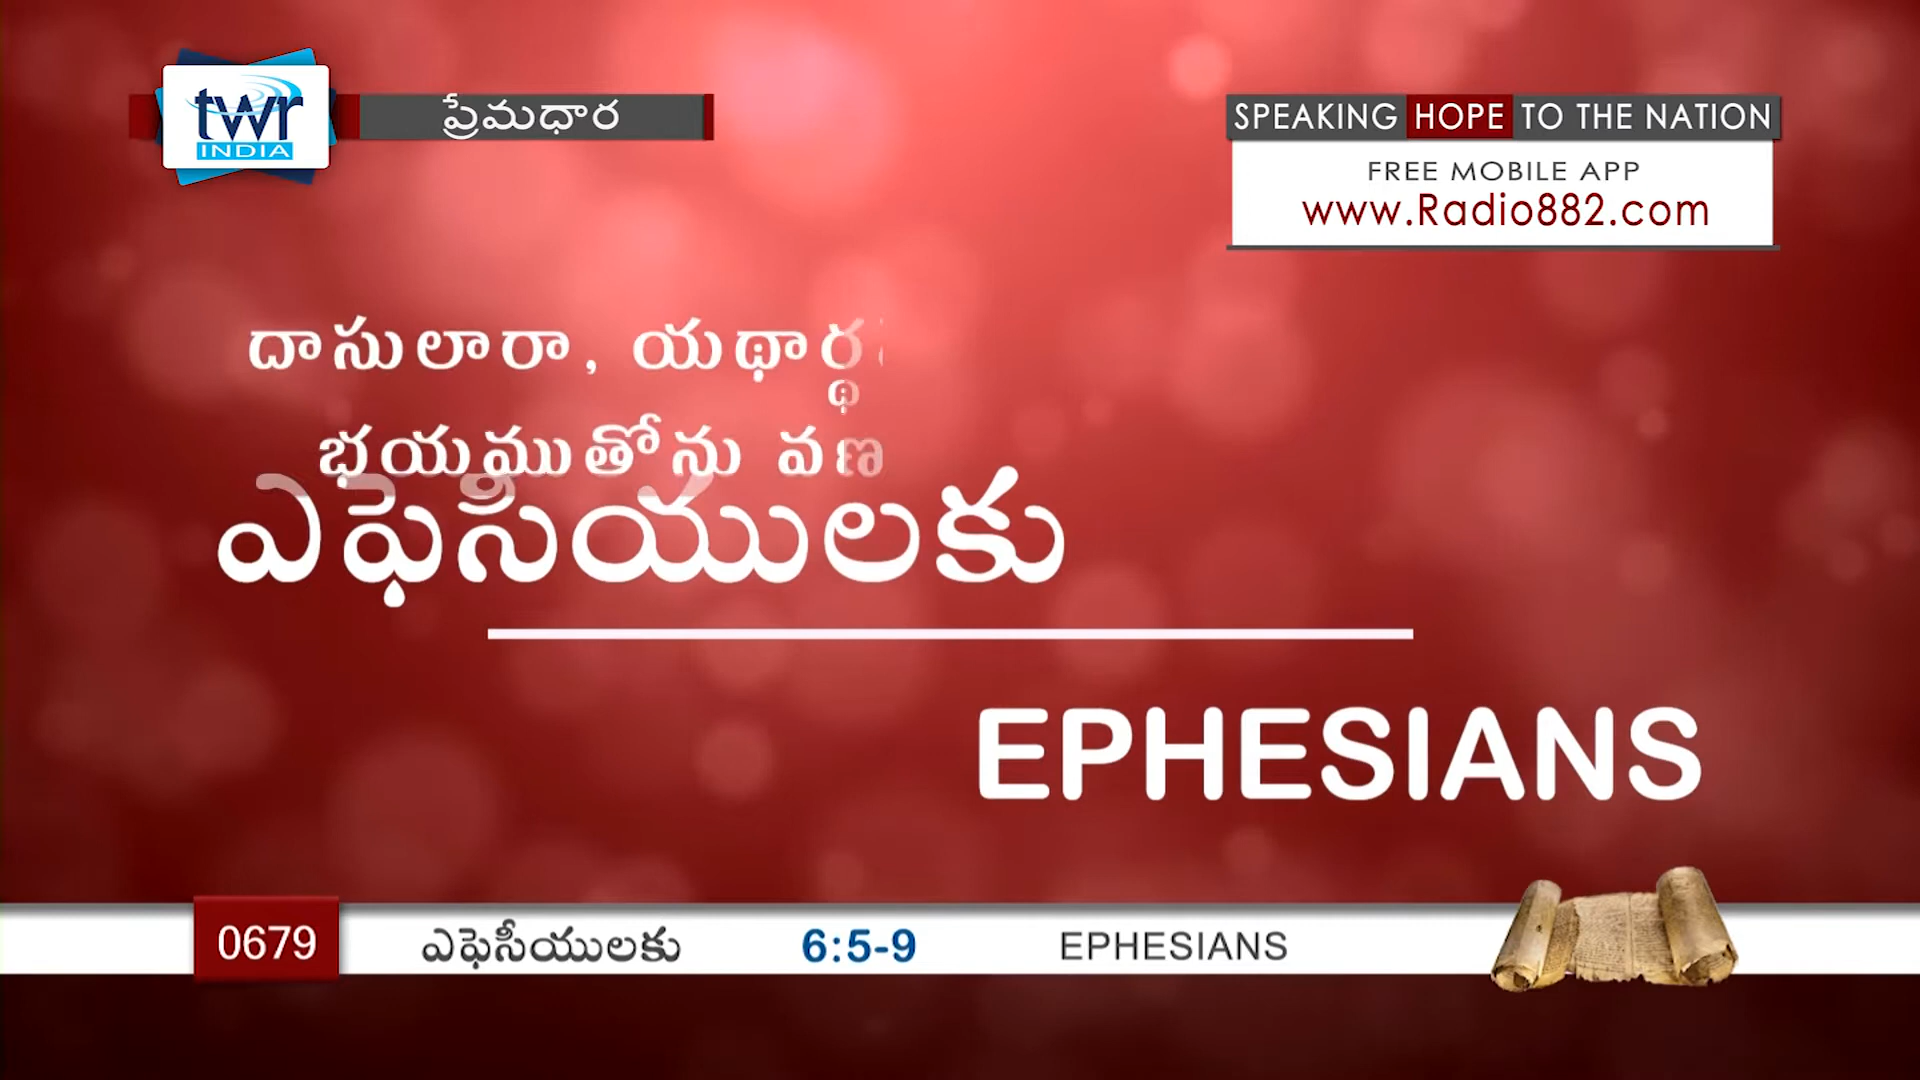 twr
INDIA
ప్రేమధార
SPEAKING HOPE TO THE NATION
FREE MOBILE APP
www.Radio882.com
దాసులారా,
భయముతోను
ఎఫెసీయులకు
EPHESIANS
0679 ఎఫెసీయులకు 6:5-9 EPHESIANS